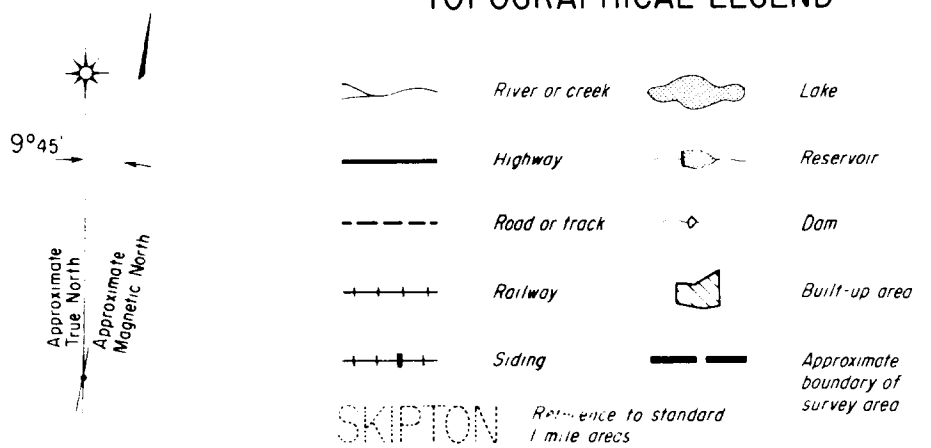 TOPOGRAPHICAL LEGEND
9°45'
Approximate
True North
Approximate
Magnetic North
River or creek
Lake
Highway
Reservoir
Road or track
Dam
Railway
Built-up area
Siding
Approximate
boundary of
survey area
SKIPTON
Reference to standard
1 mile areas